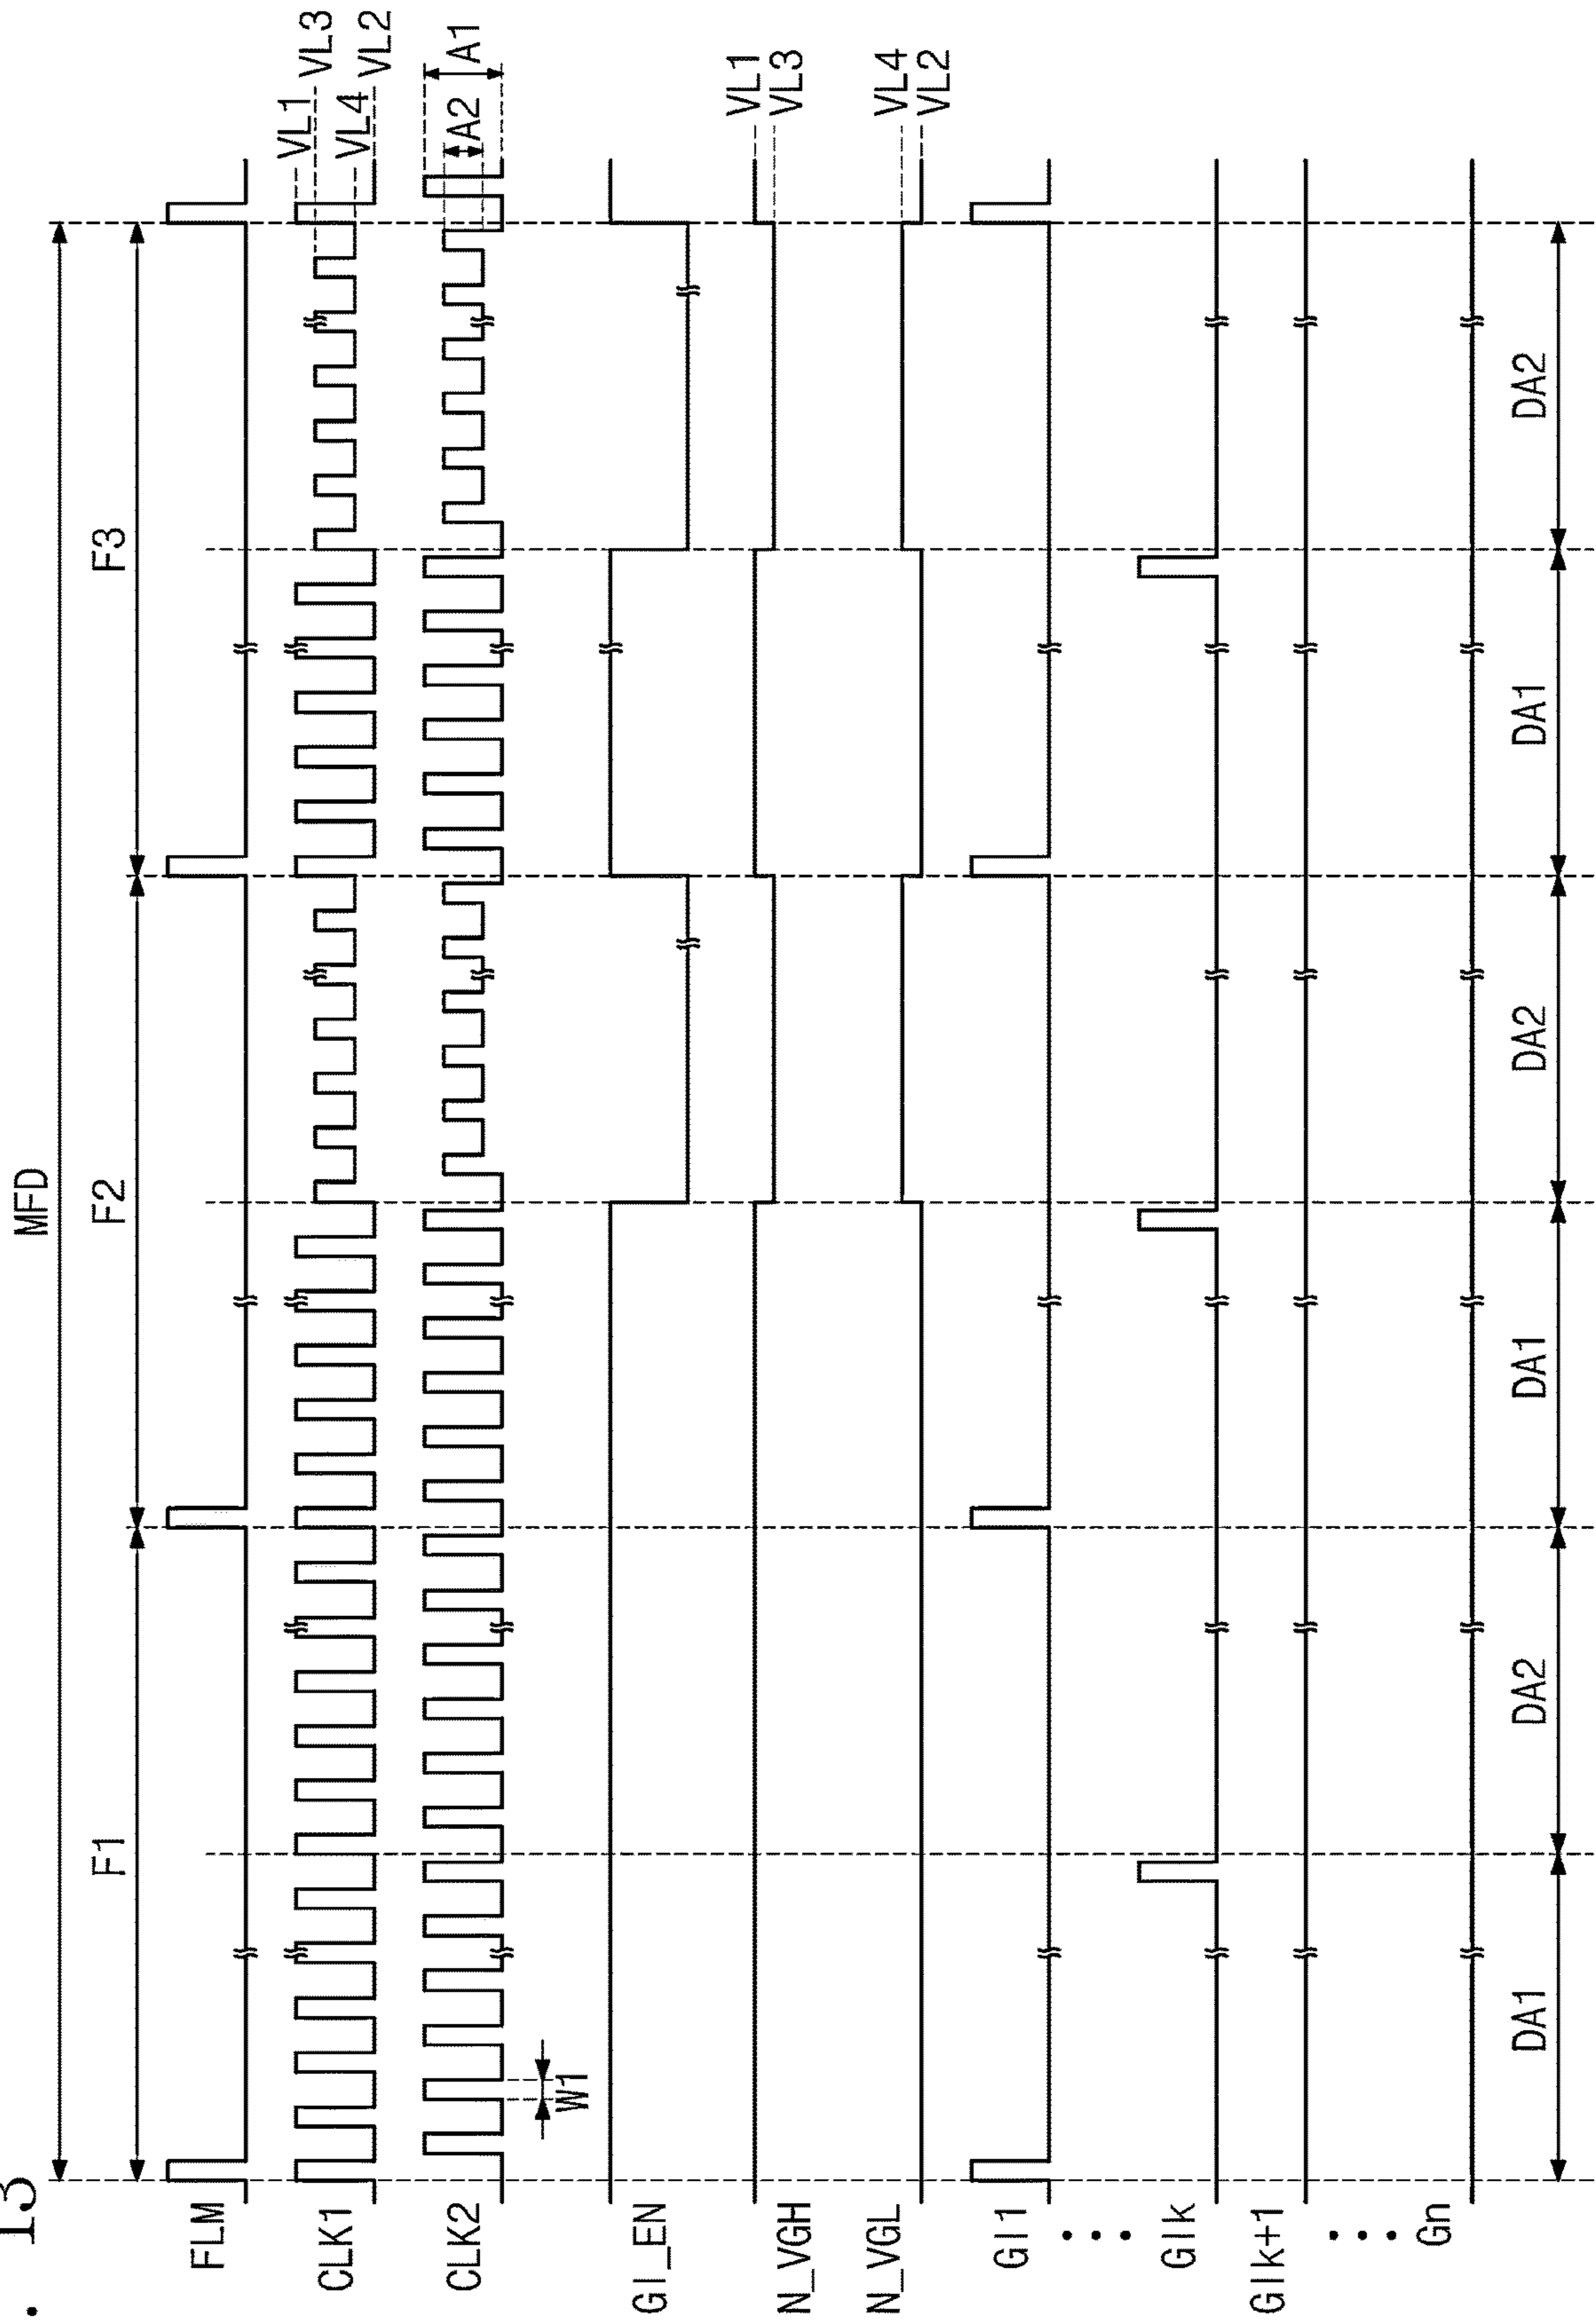 . 13
MFD
F1
F2
F3
FLM
CLK1
VL1
VL3
VL4
VL2
CLK2
A2
A1
W1
GI_EN
N_VGH
VL1
VL3
N_VGL
VL4
VL2
GI1
GIk
GIk+1
Gn
DA1
DA2
DA1
DA2
DA1
DA2